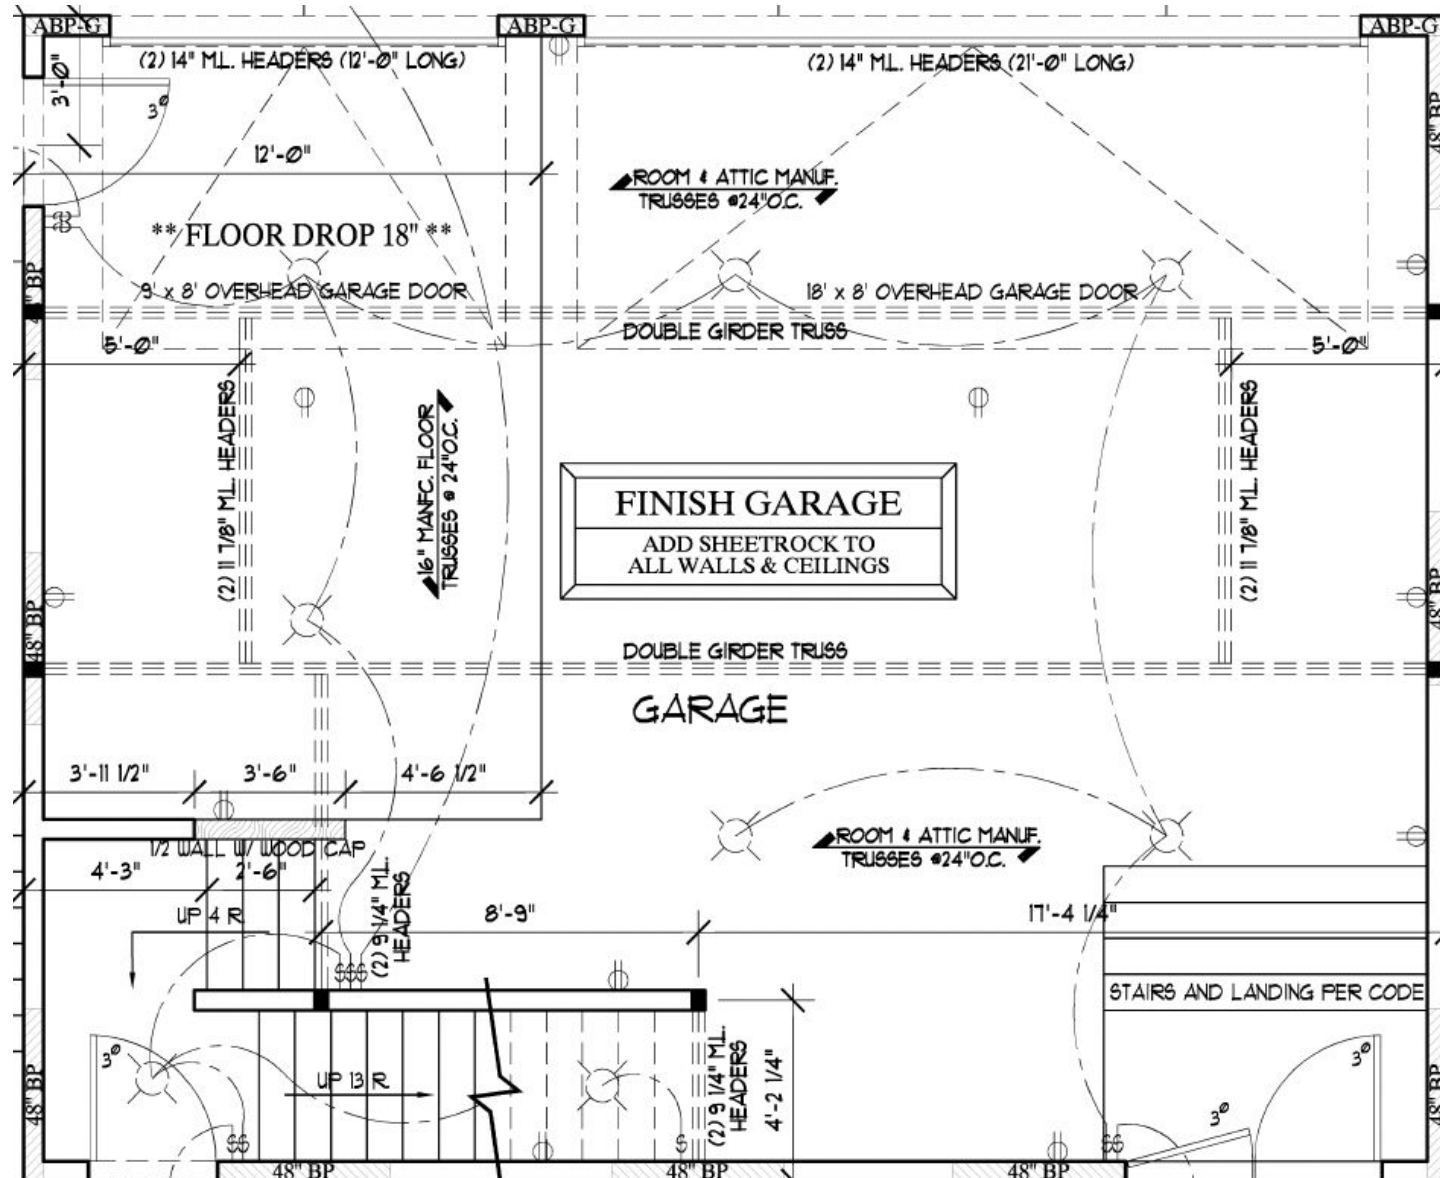 ABP-G
ABP-G
ABP-G
(2) 14" M.L. HEADERS (12'-0" LONG)
(2) 14" M.L. HEADERS (21'-0" LONG)
3'-0"
3⁰
48" BP
12'-0"
ROOM & ATTIC MANUF.
TRUSSES @24"O.C.
** FLOOR DROP 18" **
9' x 8' OVERHEAD GARAGE DOOR
18' x 8' OVERHEAD GARAGE DOOR
DOUBLE GIRDER TRUSS
5'-0"
5'-0"
(2) 11 7/8" M.L. HEADERS
16" MANFC. FLOOR
TRUSSES @ 24"O.C.
(2) 11 7/8" M.L. HEADERS
FINISH GARAGE
ADD SHEETROCK TO
ALL WALLS & CEILINGS
48" BP
48" BP
DOUBLE GIRDER TRUSS
GARAGE
3'-11 1/2"
3'-6"
4'-6 1/2"
1/2 WALL W/ WOOD CAP
ROOM & ATTIC MANUF.
TRUSSES @24"O.C.
4'-3"
2'-6"
(2) 9 1/4" M.L.
HEADERS
UP 4 R
8'-9"
17'-4 1/4"
$$$
STAIRS AND LANDING PER CODE
3⁰
UP 13 R
(2) 9 1/4" M.L.
HEADERS
4'-2 1/4"
3⁰
3⁰
48" BP
48" BP
$$
$
$$
48" BP
48" BP
48" BP